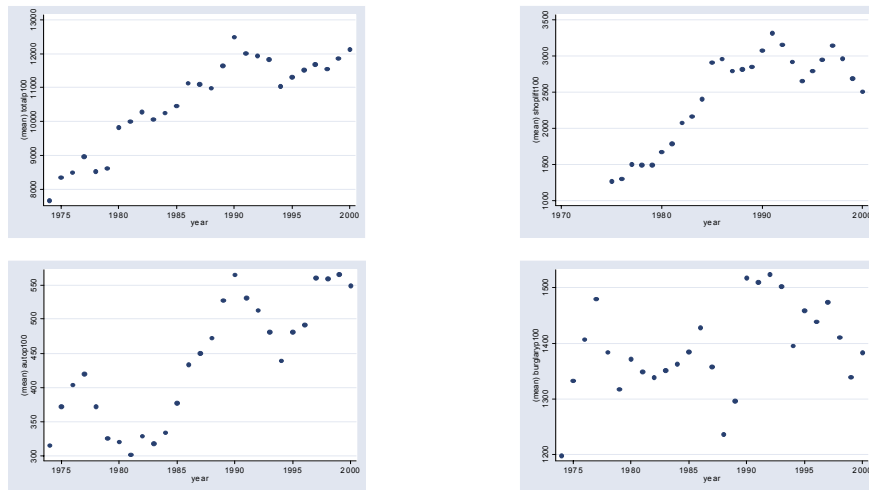 13000
12000
11000
10000
9000
8000
(mean) totalp100
1975 1980 1985 1990 1995 2000
year
3500
3000
2500
2000
1500
1000
(mean) shoplift100
1970 1980 1990 2000
year
550
500
450
400
350
300
(mean) autop100
1975 1980 1985 1990 1995 2000
year
1500
1400
1300
1200
(mean) burglaryp100
1975 1980 1985 1990 1995 2000
year